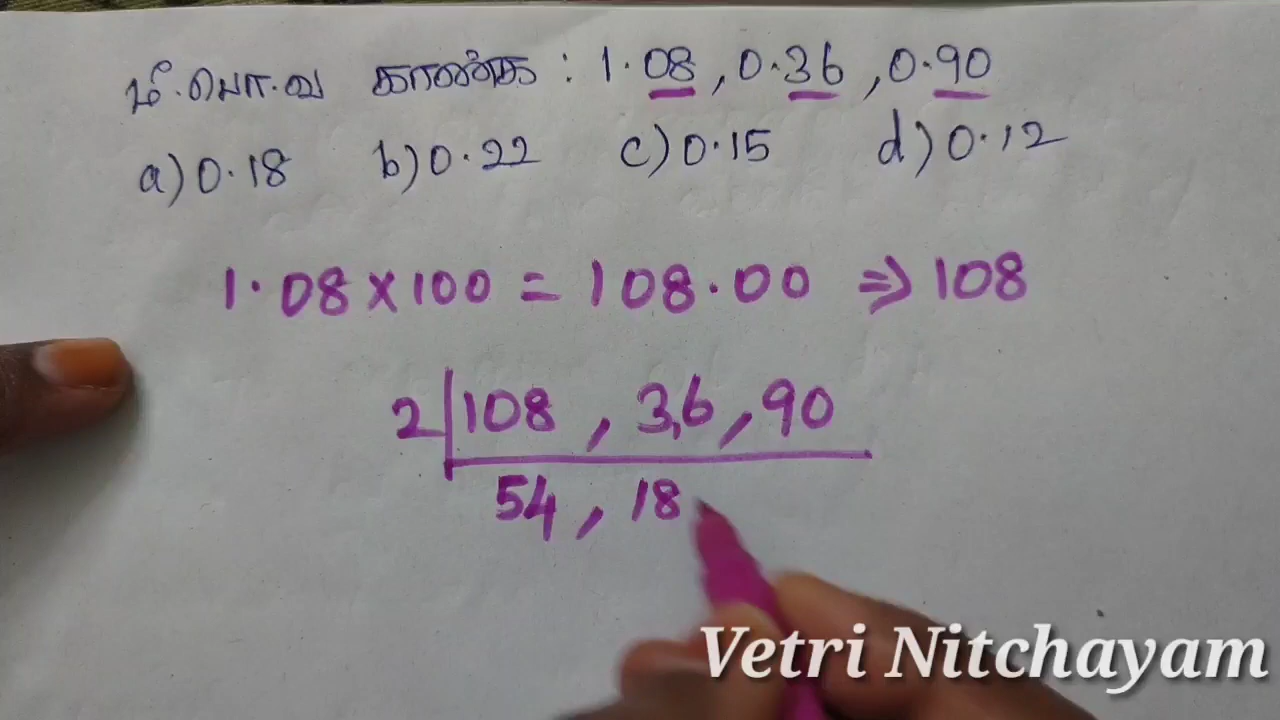 மீ.பொ.வ காண்க : 1.08 , 0.36 , 0.90
a) 0.18 b) 0.22 c) 0.15 d) 0.12
1.08 x 100 = 108.00 ⇒ 108
2 | 108 , 36 , 90
54 , 18
Vetri Nitchayam